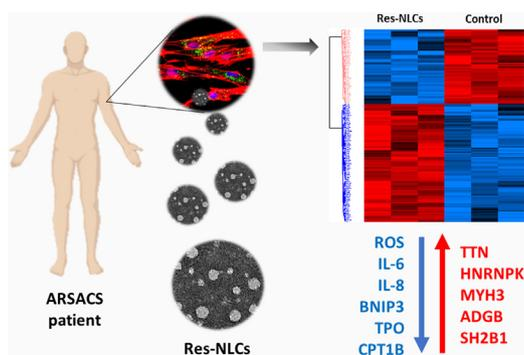 Res-NLCs Control
ARSACS
patient
Res-NLCs
ROS
IL-6
IL-8
BNIP3
TPO
CPT1B
TTN
HNRNPK
MYH3
ADGB
SH2B1